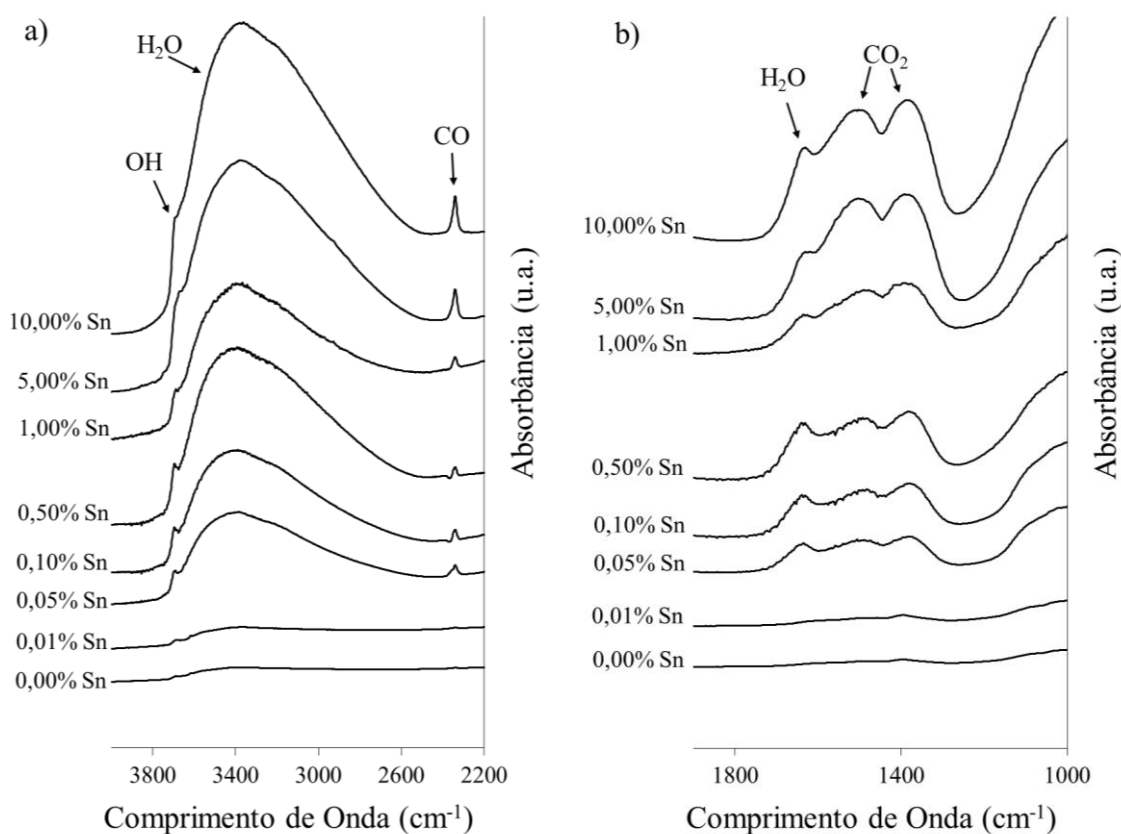 a)
H₂O
OH
CO
10,00% Sn
5,00% Sn
1,00% Sn
0,50% Sn
0,10% Sn
0,05% Sn
0,01% Sn
0,00% Sn
3800 3400 3000 2600 2200
Comprimento de Onda (cm⁻¹)
Absorbância (u.a.)
b)
H₂O
CO₂
10,00% Sn
5,00% Sn
1,00% Sn
0,50% Sn
0,10% Sn
0,05% Sn
0,01% Sn
0,00% Sn
1800 1400 1000
Comprimento de Onda (cm⁻¹)
Absorbância (u.a.)